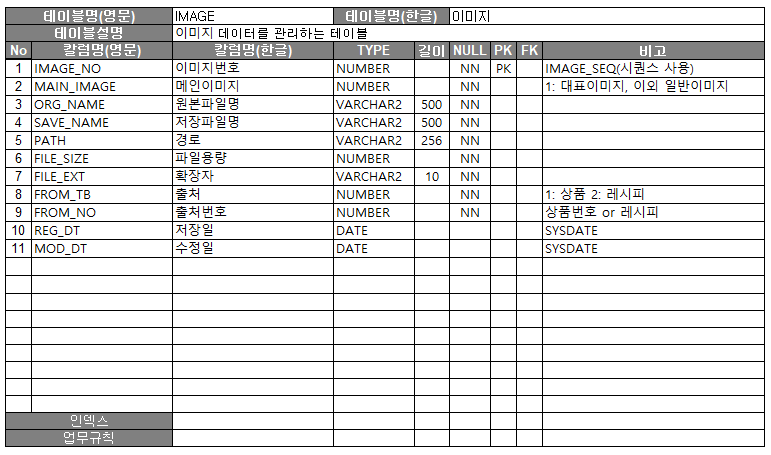 테이블명(영문) IMAGE 테이블명(한글) 이미지
테이블설명 이미지 데이터를 관리하는 테이블
No 칼럼명(영문) 칼럼명(한글) TYPE 길이 NULL PK FK 비고
1 IMAGE_NO 이미지번호 NUMBER NN PK IMAGE_SEQ(시퀀스 사용)
2 MAIN_IMAGE 메인이미지 NUMBER NN 1: 대표이미지, 이외 일반이미지
3 ORG_NAME 원본파일명 VARCHAR2 500 NN
4 SAVE_NAME 저장파일명 VARCHAR2 500 NN
5 PATH 경로 VARCHAR2 256 NN
6 FILE_SIZE 파일용량 NUMBER NN
7 FILE_EXT 확장자 VARCHAR2 10 NN
8 FROM_TB 출처 NUMBER NN 1: 상품 2: 레시피
9 FROM_NO 출처번호 NUMBER NN 상품번호 or 레시피
10 REG_DT 저장일 DATE SYSDATE
11 MOD_DT 수정일 DATE SYSDATE
인덱스
업무규칙